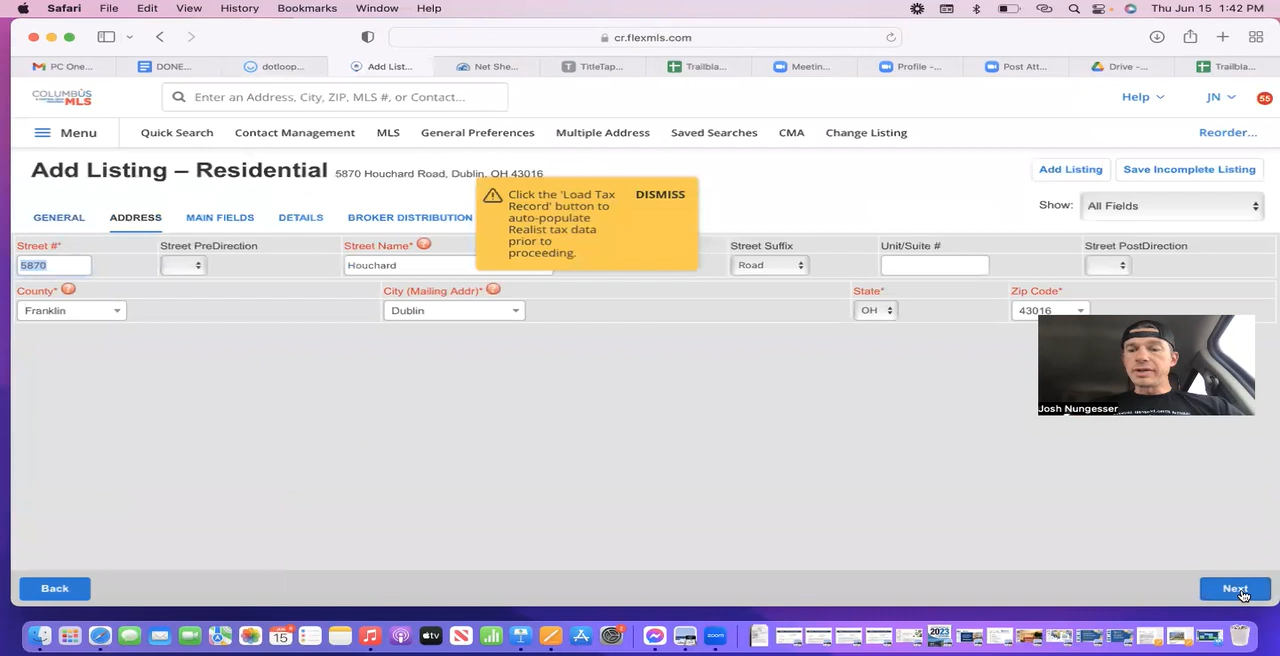 Safari File Edit View History Bookmarks Window Help Thu Jun 15 1:42 PM
cr.flexmls.com
PC One... DONE... dotloop... Add List... Net She... TitleTap... Trailbla... Meetin... Profile -... Post Att... Drive -... Trailbla...
COLUMBUS
MLS
Enter an Address, City, ZIP, MLS #, or Contact...
Help JN 55
Menu Quick Search Contact Management MLS General Preferences Multiple Address Saved Searches CMA Change Listing Reorder...
Add Listing – Residential 5870 Houchard Road, Dublin, OH 43016
Add Listing Save Incomplete Listing
Click the 'Load Tax Record' button to auto-populate Realist tax data prior to proceeding. DISMISS
Show: All Fields
GENERAL ADDRESS MAIN FIELDS DETAILS BROKER DISTRIBUTION
Street #* Street PreDirection Street Name* Street Suffix Unit/Suite # Street PostDirection
5870 Houchard Road
County* City (Mailing Addr)* State* Zip Code*
Franklin Dublin OH 43016
Josh Nungesser
Back Next
JUN
15
tv
2023
zoom